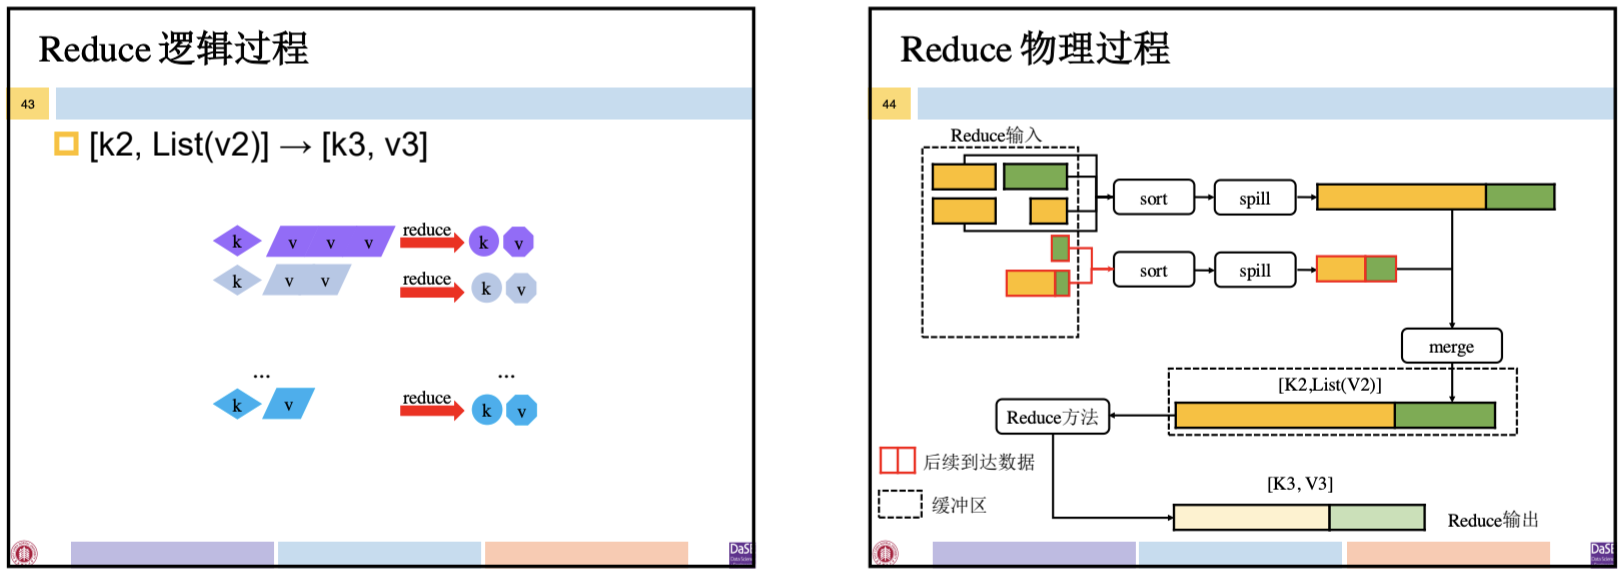 Reduce 逻辑过程
43
[k2, List(v2)] → [k3, v3]
k v v v reduce k v
k v v reduce k v
... ...
k v reduce k v
DaSE
Reduce 物理过程
44
Reduce输入
sort spill
sort spill
merge
[K2,List(V2)]
Reduce方法
后续到达数据
缓冲区
[K3, V3]
Reduce输出